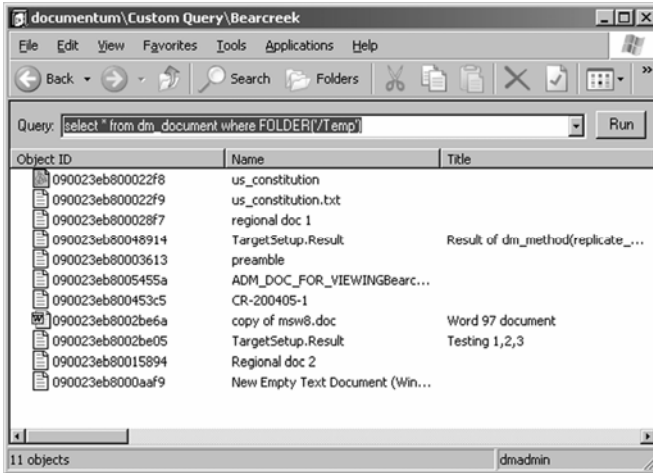 documentum\Custom Query\Bearcreek
File Edit View Favorites Tools Applications Help
Back Search Folders »
Query: select * from dm_document where FOLDER('/Temp') Run
Object ID Name Title
090023eb800022f8 us_constitution
090023eb800022f9 us_constitution.txt
090023eb800028f7 regional doc 1
090023eb80048914 TargetSetup.Result Result of dm_method(replicate_...
090023eb80003613 preamble
090023eb8005455a ADM_DOC_FOR_VIEWINGBearc...
090023eb800453c5 CR-200405-1
090023eb8002be6a copy of msw8.doc Word 97 document
090023eb8002be05 TargetSetup.Result Testing 1,2,3
090023eb80015894 Regional doc 2
090023eb8000aaf9 New Empty Text Document (Win...
11 objects dmadmin